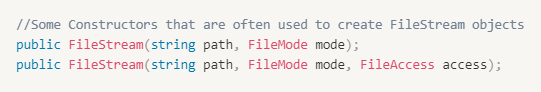 //Some Constructors that are often used to create FileStream objects
public FileStream(string path, FileMode mode);
public FileStream(string path, FileMode mode, FileAccess access);